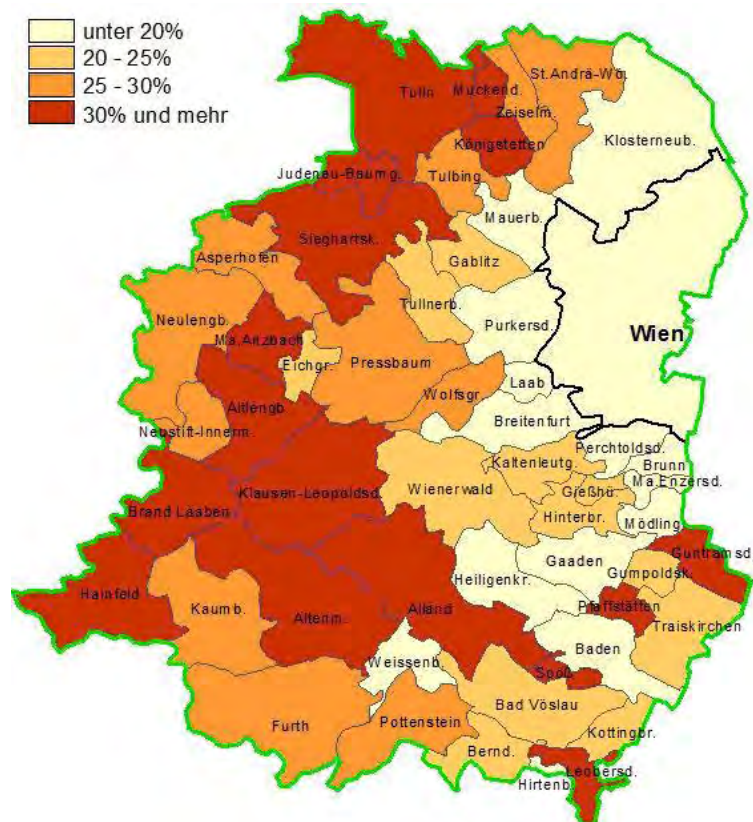 unter 20%
20 - 25%
25 - 30%
30% und mehr
St.Andrä-Wö.
Tulln
Muckend.
Zeiselm.
Klosterneub.
Königstetten
Judenau-Baumg.
Tulbing
Mauerb.
Sieghartsk.
Asperhofen
Gablitz
Tullnerb.
Neulengb.
Purkersd.
Wien
Ma.Anzbach
Eichgr.
Pressbaum
Laab
Wolfsgr.
Altlengb.
Breitenfurt
Neustift-Innerm.
Perchtoldsd.
Kaltenleutg.
Brunn
Ma.Enzersd.
Wienerwald
Gießhü.
Klausen-Leopoldsd.
Brand Laaben
Hinterbr.
Mödling
Guntramsd.
Gaaden
Heiligenkr.
Gumpoldsk.
Hainfeld
Kaumb.
Altenm.
Alland
Pfaffstätten
Traiskirchen
Baden
Weissenb.
Sooß
Bad Vöslau
Furth
Pottenstein
Kottingbr.
Bernd.
Leobersd.
Hirtenb.